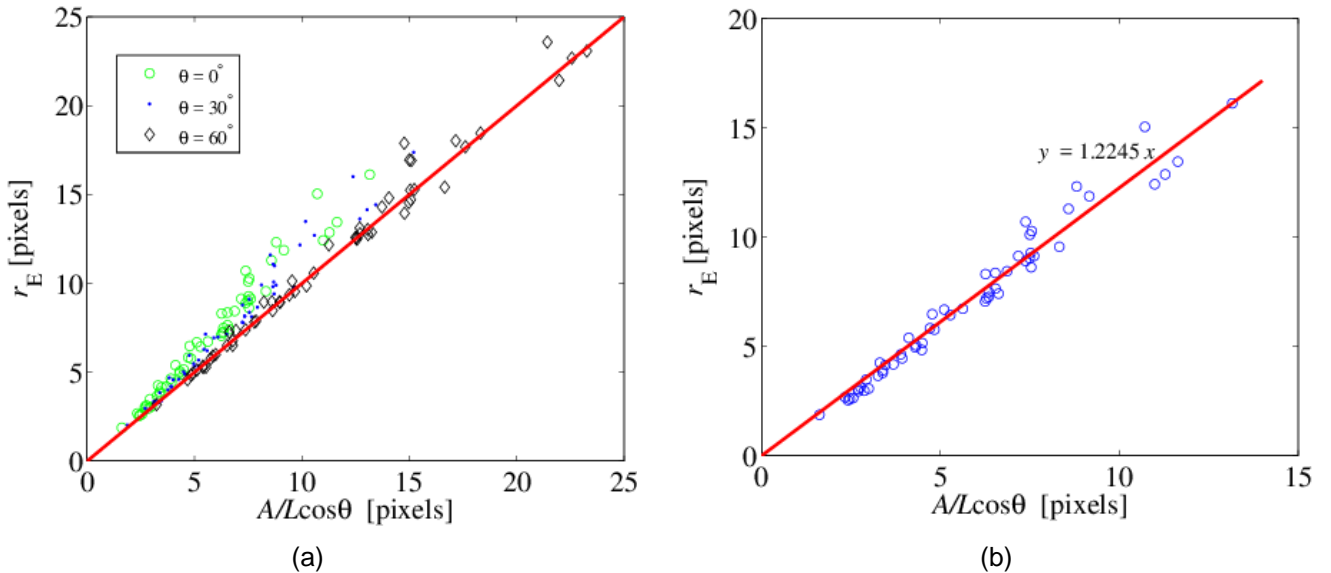 25
20
15
10
5
0
r_E [pixels]
θ = 0°
θ = 30°
θ = 60°
0 5 10 15 20 25
A/Lcosθ [pixels]
(a)
20
15
10
5
0
r_E [pixels]
y = 1.2245 x
0 5 10 15
A/Lcosθ [pixels]
(b)